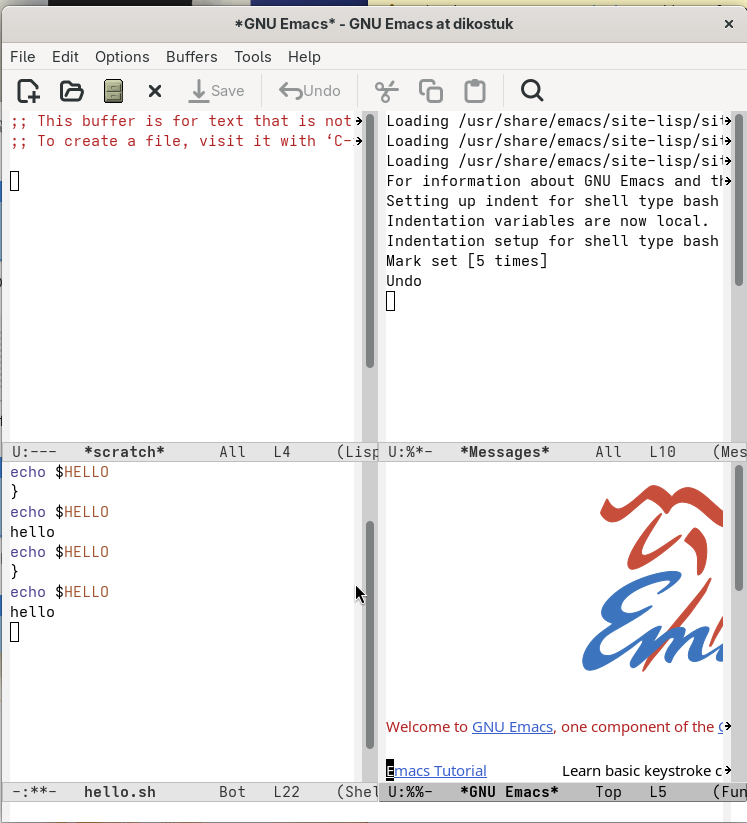 *GNU Emacs* - GNU Emacs at dikostuk
File Edit Options Buffers Tools Help
Save Undo
;; This buffer is for text that is not
;; To create a file, visit it with ‘C-
U:--- *scratch* All L4 (Lisp
Loading /usr/share/emacs/site-lisp/sit
Loading /usr/share/emacs/site-lisp/sit
Loading /usr/share/emacs/site-lisp/sit
For information about GNU Emacs and th
Setting up indent for shell type bash
Indentation variables are now local.
Indentation setup for shell type bash
Mark set [5 times]
Undo
U:%*- *Messages* All L10 (Mes
echo $HELLO
}
echo $HELLO
hello
echo $HELLO
}
echo $HELLO
hello
-:**- hello.sh Bot L22 (Shel
Em
Welcome to GNU Emacs, one component of the G
Emacs Tutorial Learn basic keystroke c
U:%%- *GNU Emacs* Top L5 (Fun